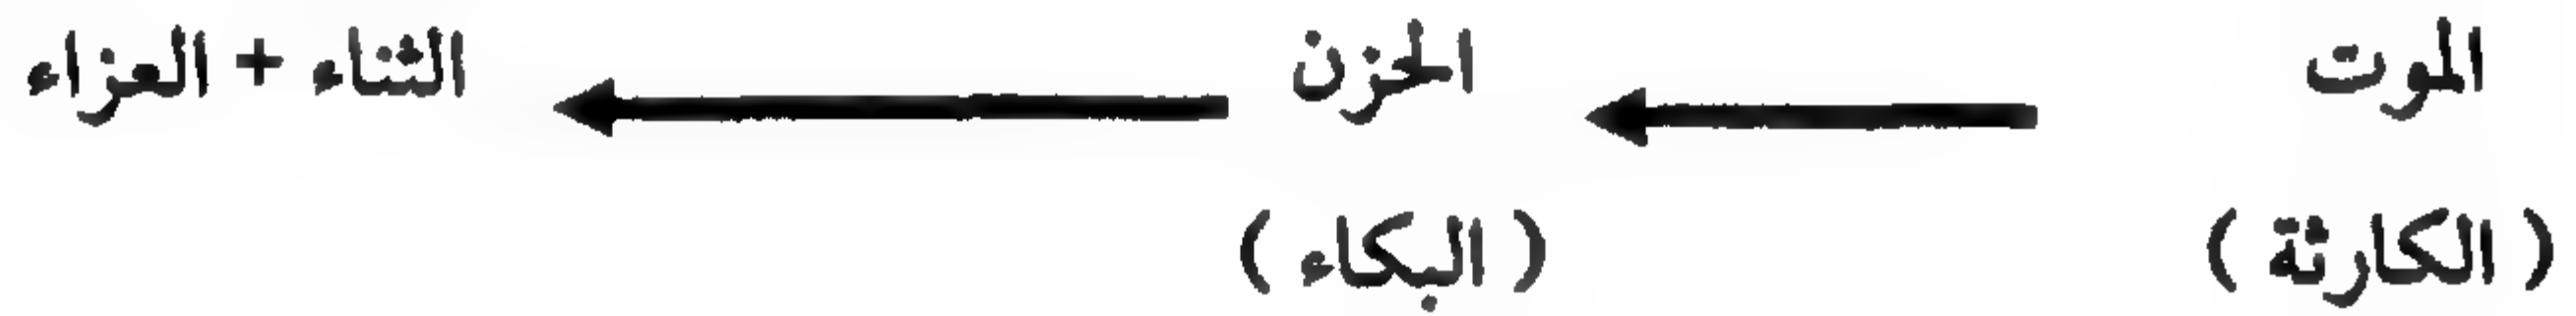 الموت الحزن الثناء + العزاء
( الكارثة ) ( البكاء )